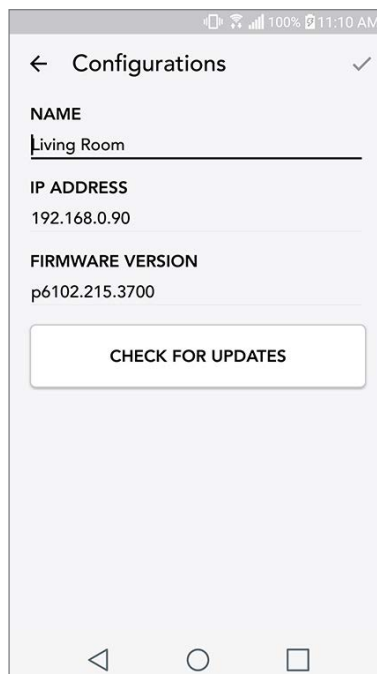 100% 11:10 AM
Configurations
NAME
Living Room
IP ADDRESS
192.168.0.90
FIRMWARE VERSION
p6102.215.3700
CHECK FOR UPDATES